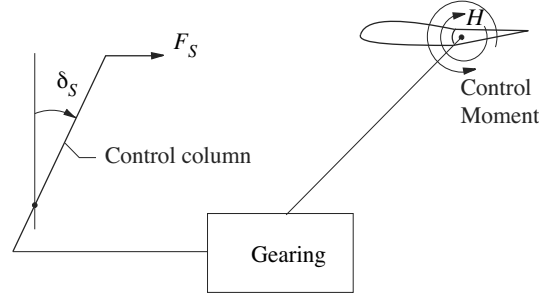 F_S
H
δ_S
Control
Moment
Control column
Gearing